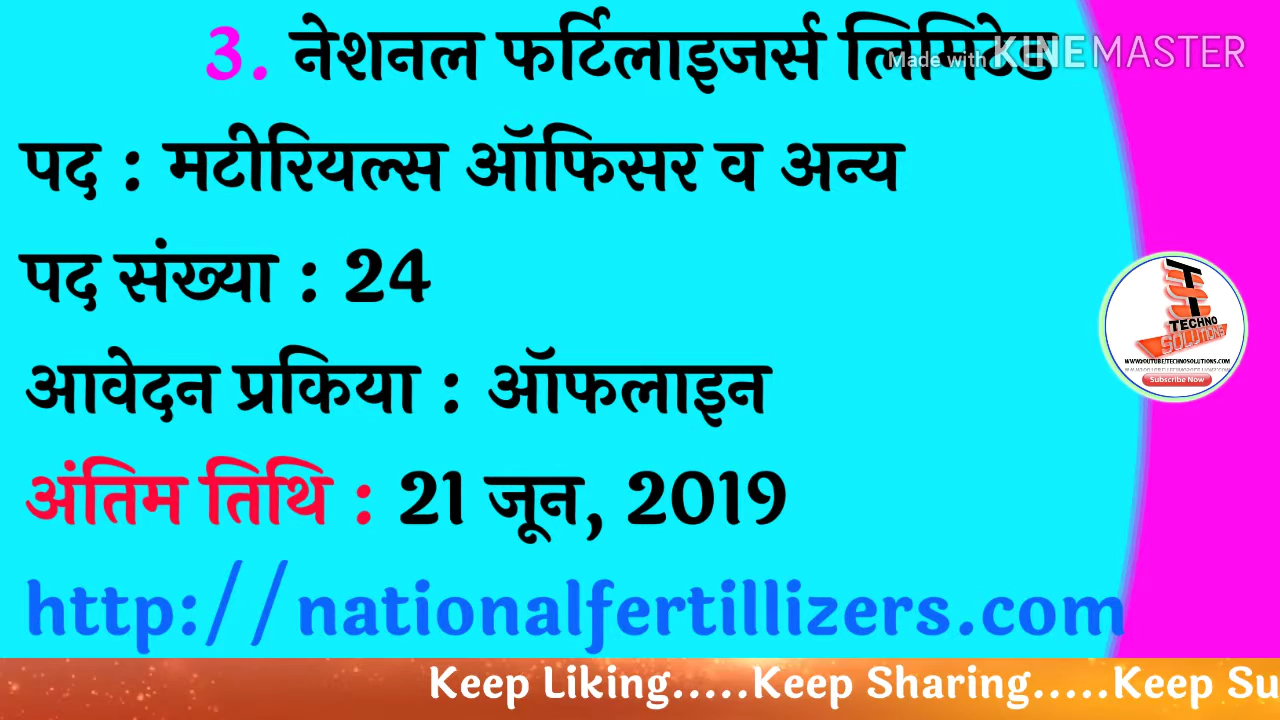 3. नेशनल फर्टिलाइजर्स लिमिटेड
Made with KINEMASTER
पद : मटीरियल्स ऑफिसर व अन्य
पद संख्या : 24
आवेदन प्रकिया : ऑफलाइन
अंतिम तिथि : 21 जून, 2019
http://nationalfertillizers.com
TECHNO
SOLUTIONS
Subscribe Now
Keep Liking.....Keep Sharing.....Keep Su